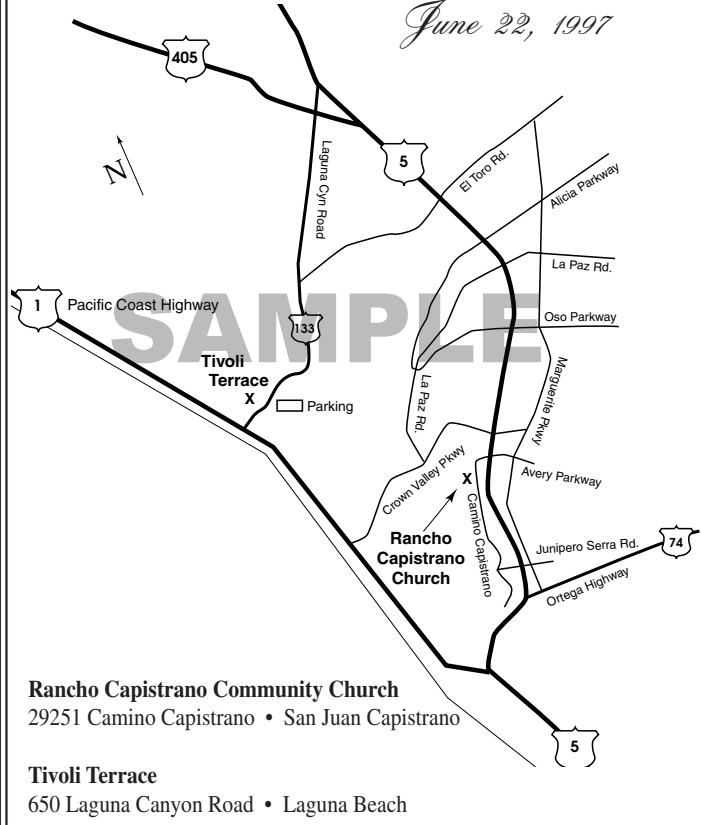 June 22, 1997
405
5
N
Laguna Cyn Road
El Toro Rd.
Alicia Parkway
La Paz Rd.
1
Pacific Coast Highway
SAMPLE
Oso Parkway
133
Tivoli
Terrace
X
Parking
La Paz Rd.
Marguerite Pkwy
Crown Valley Pkwy
X
Avery Parkway
Camino Capistrano
Rancho
Capistrano
Church
Junipero Serra Rd.
74
Ortega Highway
Rancho Capistrano Community Church
29251 Camino Capistrano • San Juan Capistrano
5
Tivoli Terrace
650 Laguna Canyon Road • Laguna Beach